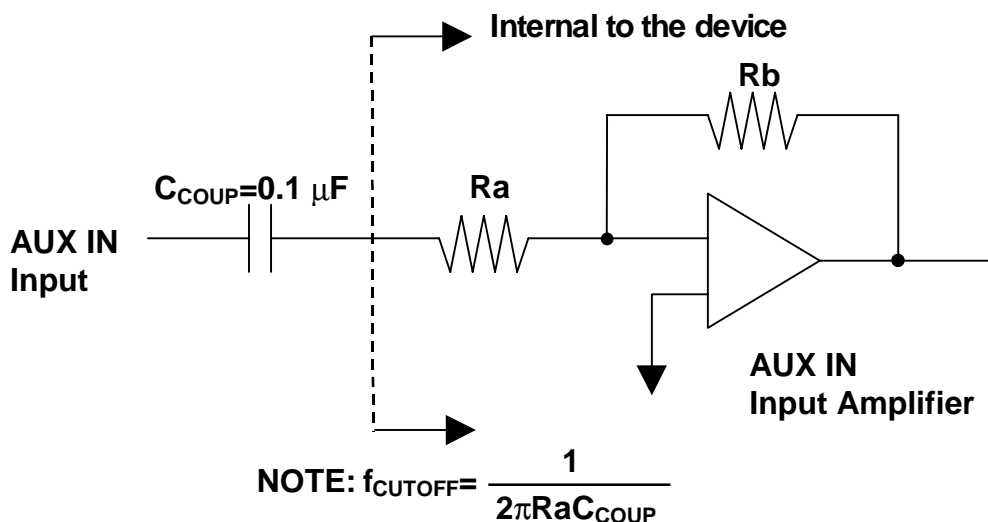 Internal to the device
Rb
C_COUP=0.1 μF
Ra
AUX IN
Input
AUX IN
Input Amplifier
NOTE: f_CUTOFF= 1
2πRaC_COUP